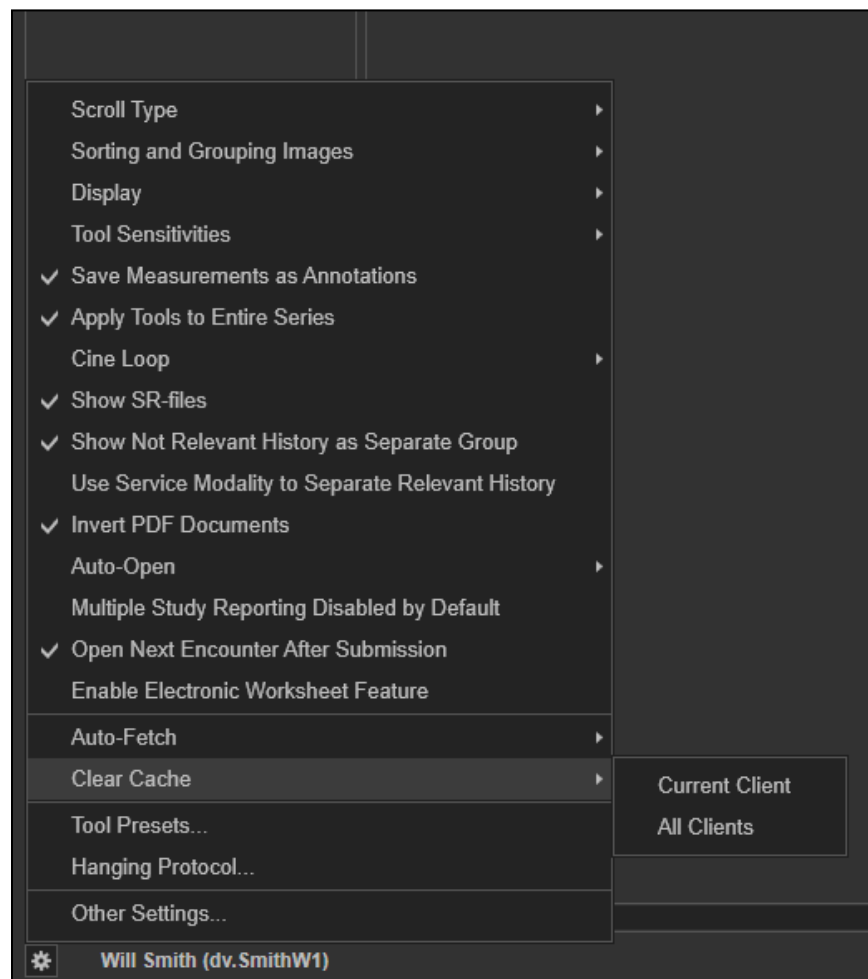 Scroll Type
Sorting and Grouping Images
Display
Tool Sensitivities
Save Measurements as Annotations
Apply Tools to Entire Series
Cine Loop
Show SR-files
Show Not Relevant History as Separate Group
Use Service Modality to Separate Relevant History
Invert PDF Documents
Auto-Open
Multiple Study Reporting Disabled by Default
Open Next Encounter After Submission
Enable Electronic Worksheet Feature
Auto-Fetch
Clear Cache
Current Client
All Clients
Tool Presets...
Hanging Protocol...
Other Settings...
Will Smith (dv.SmithW1)